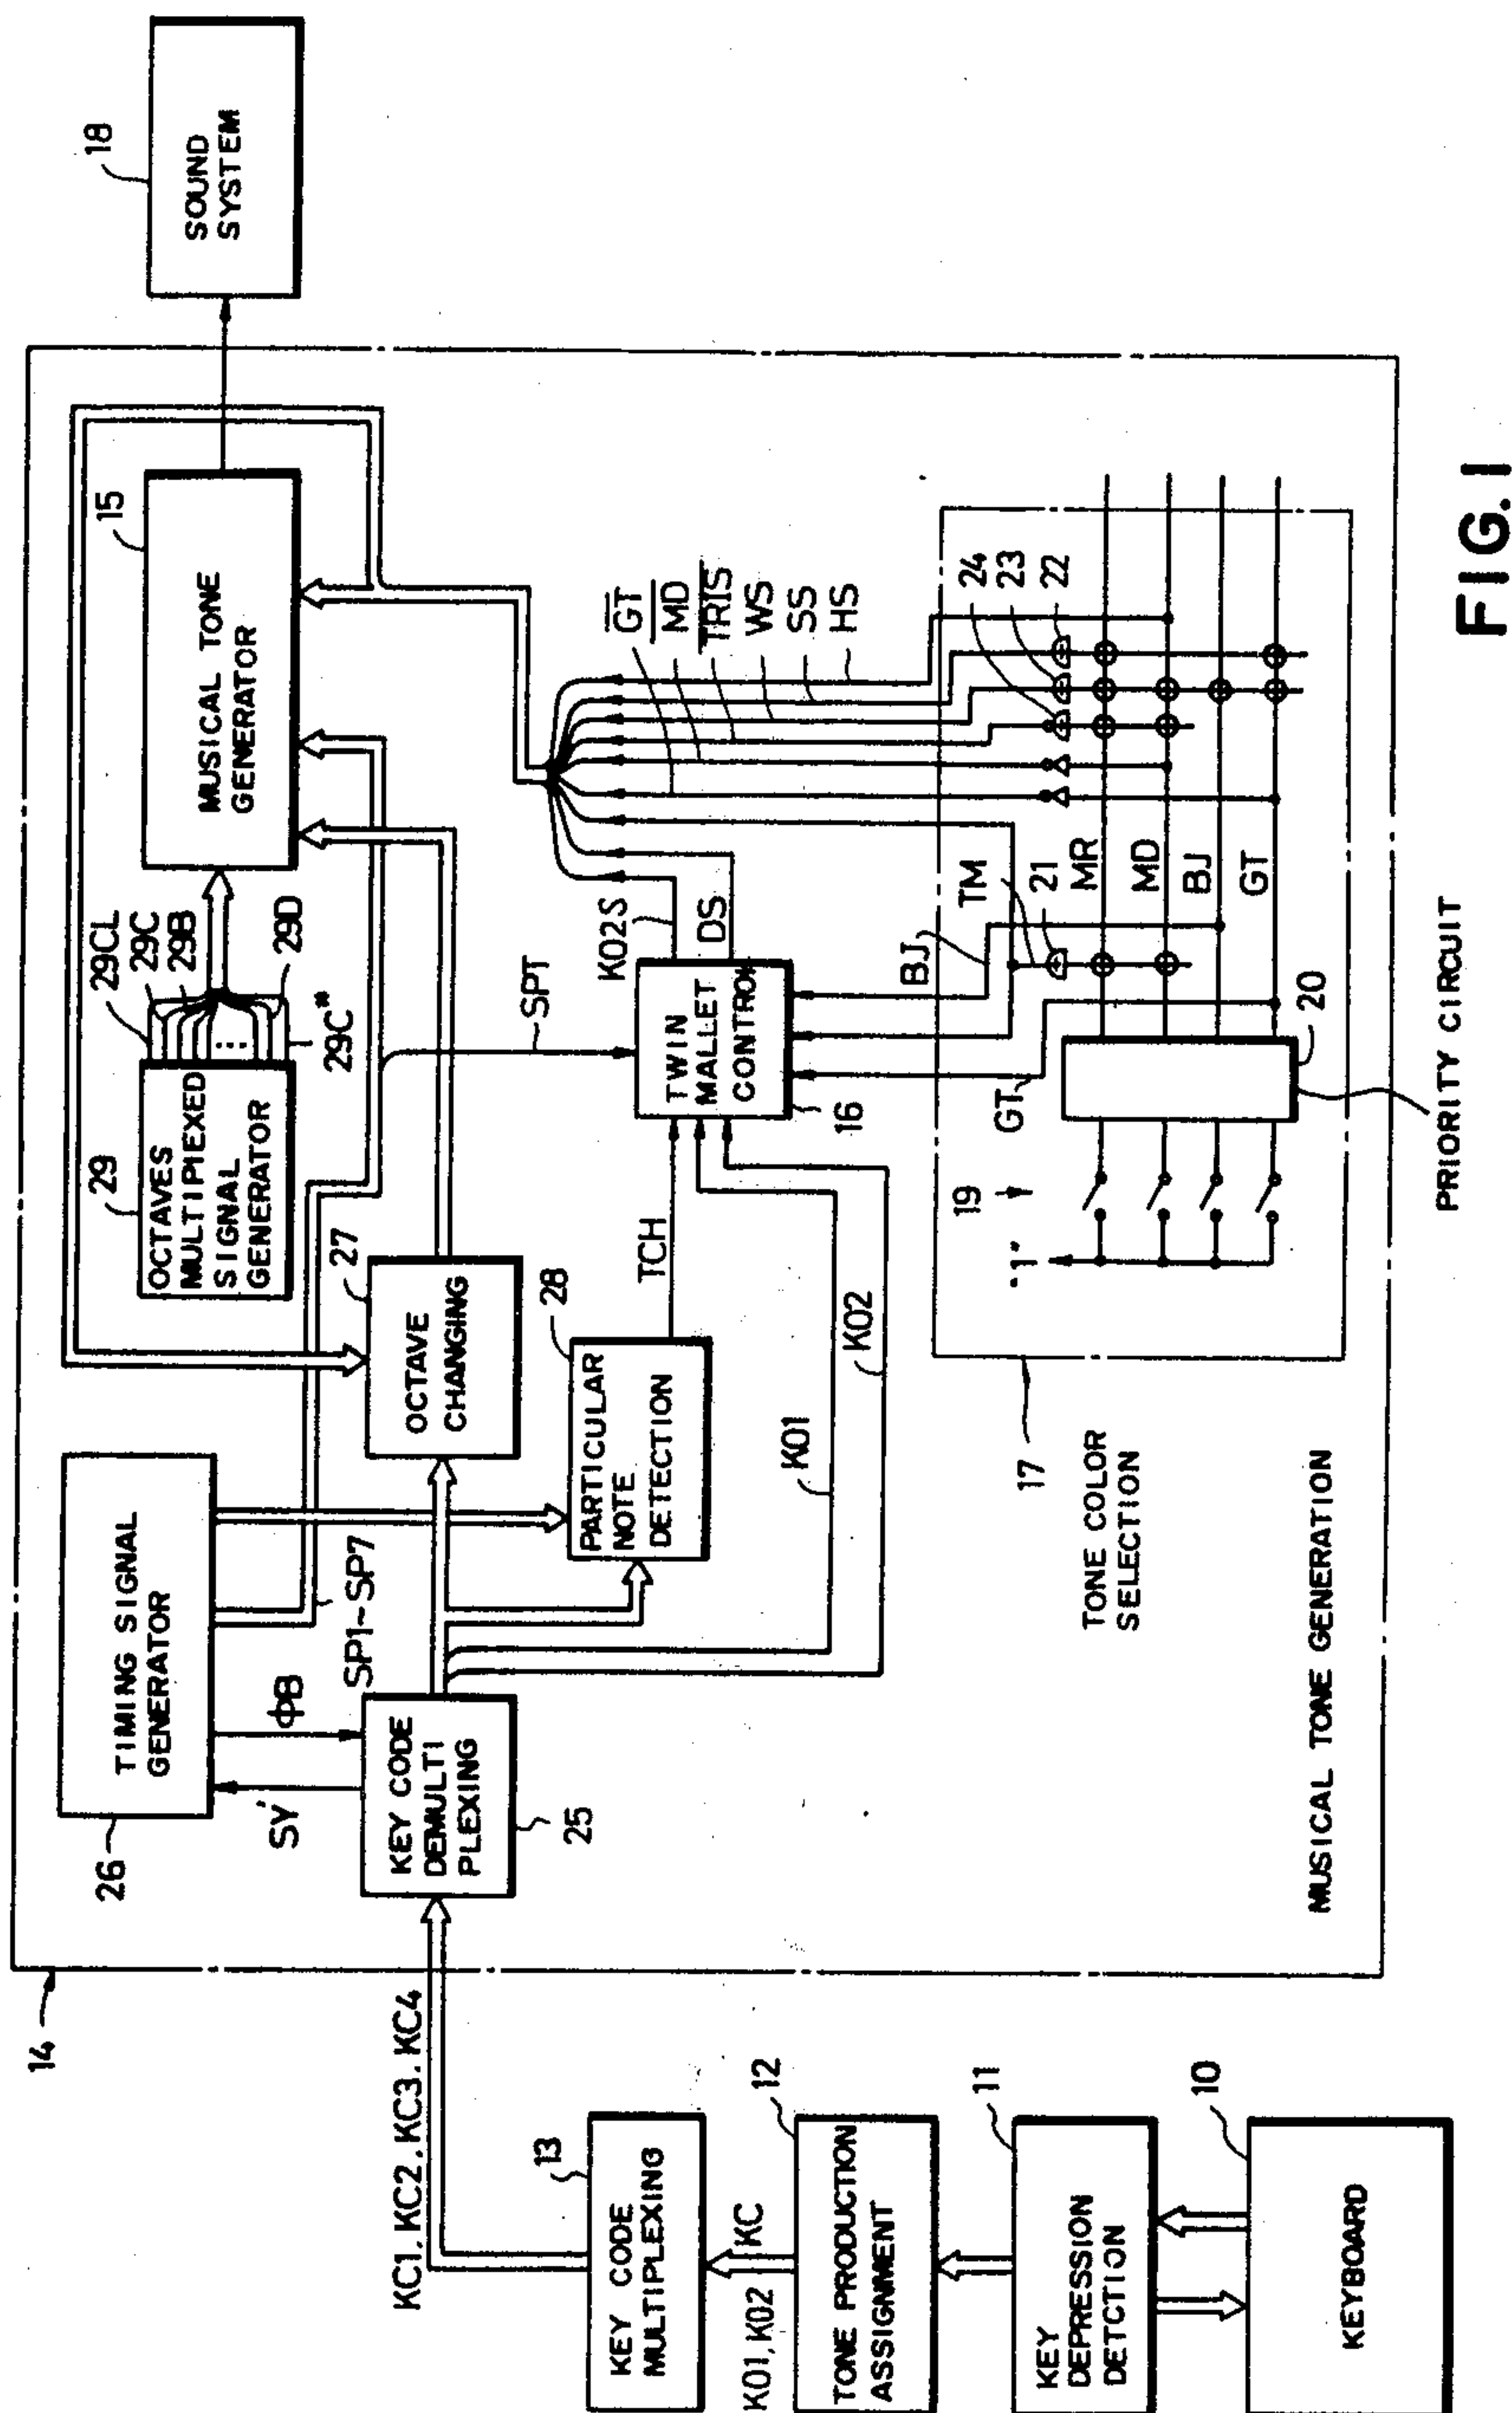 FIG. 1
14
26
TIMING SIGNAL
GENERATOR
SY'
ΦB
SP1~SP7
29
OCTAVES
MULTIPIEXED
SIGNAL
GENERATOR
29CL
29C
29B
29D
29C*
15
MUSICAL TONE
GENERATOR
18
SOUND
SYSTEM
KC1, KC2, KC3, KC4
KEY CODE
DEMULTI
PLEXING
25
27
OCTAVE
CHANGING
28
PARTICULAR
NOTE
DETECTION
TCH
SPT
K01
K02
TWIN
MALLET
CONTROL
16
K02S
DS
G̅T̅
M̅D̅
T̅R̅I̅S̅
WS
SS
HS
13
KEY CODE
MULTIPLEXING
K01, K02
KC
12
TONE PRODUCTION
ASSIGNMENT
11
KEY
DEPRESSION
DETCTION
10
KEYBOARD
17
TONE COLOR
SELECTION
"1"
19
20
PRIORITY CIRCUIT
GT
BJ
TM
21
MR
MD
BJ
GT
24
23
22
MUSICAL TONE GENERATION